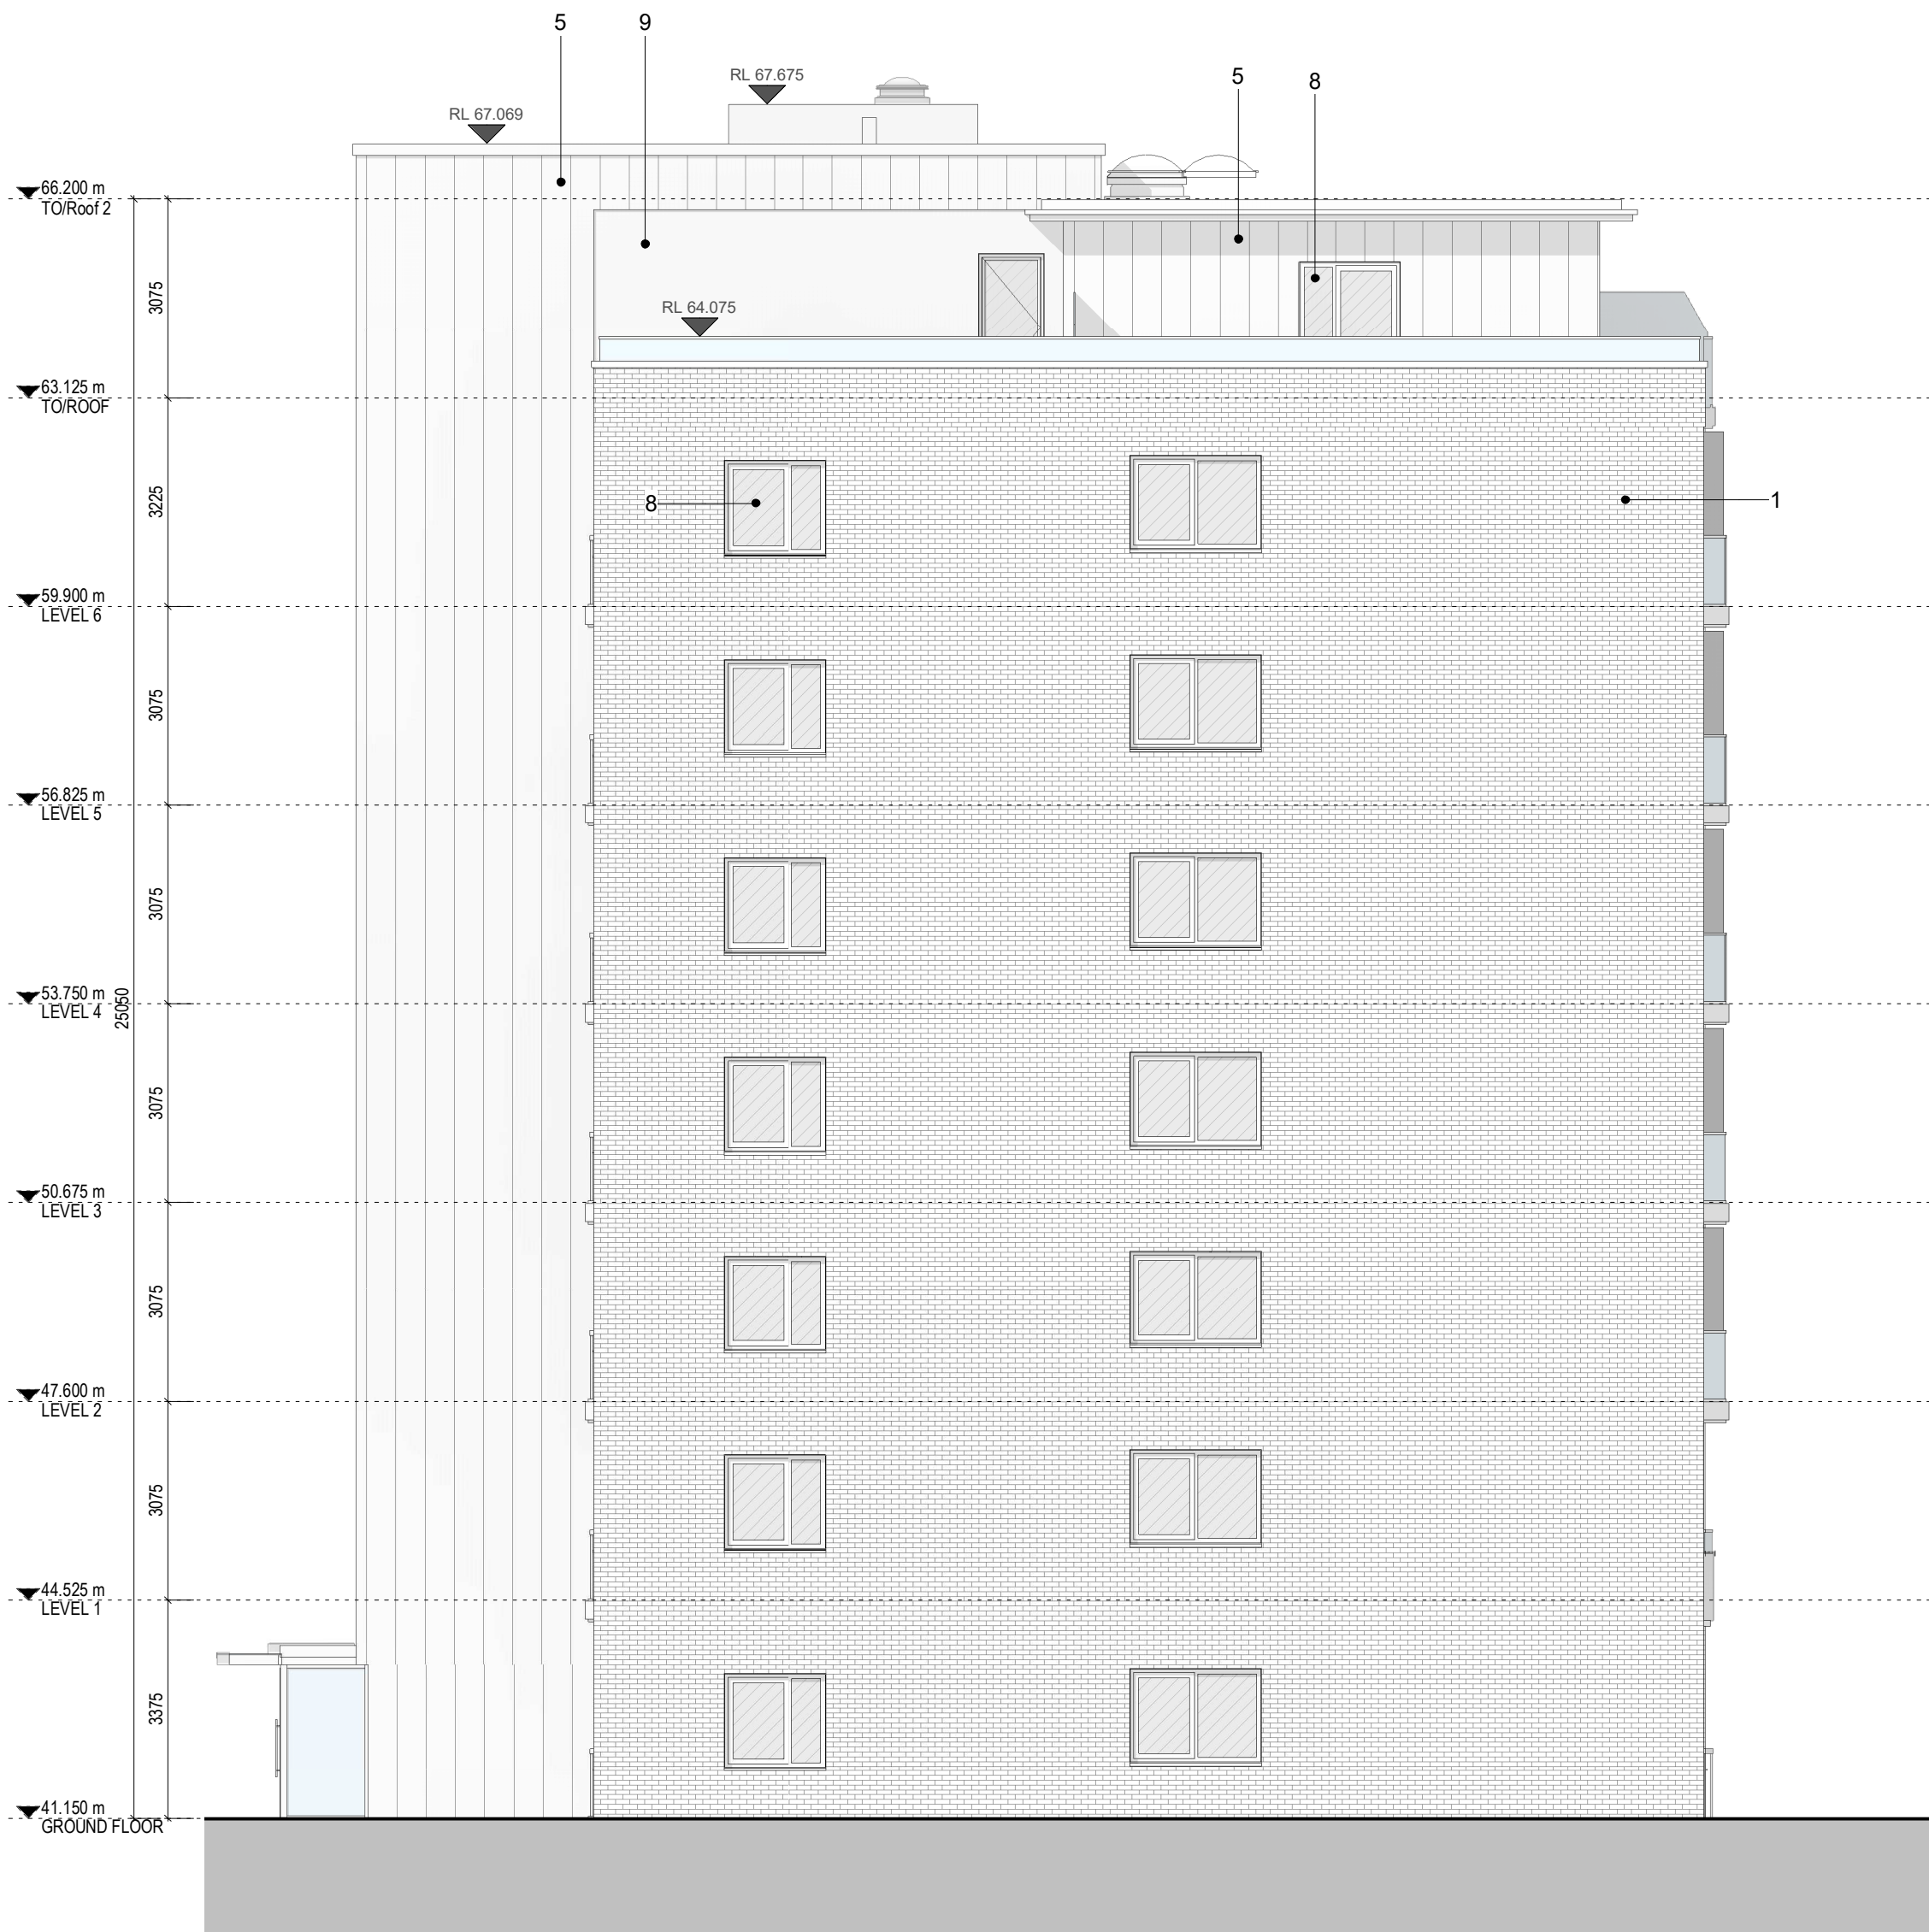 5
9
RL 67.675
5
8
RL 67.069
66.200 m
TO/Roof 2
3075
RL 64.075
63.125 m
TO/ROOF
3225
8
1
59.900 m
LEVEL 6
3075
56.825 m
LEVEL 5
3075
53.750 m
LEVEL 4
25050
3075
50.675 m
LEVEL 3
3075
47.600 m
LEVEL 2
3075
44.525 m
LEVEL 1
3375
41.150 m
GROUND FLOOR